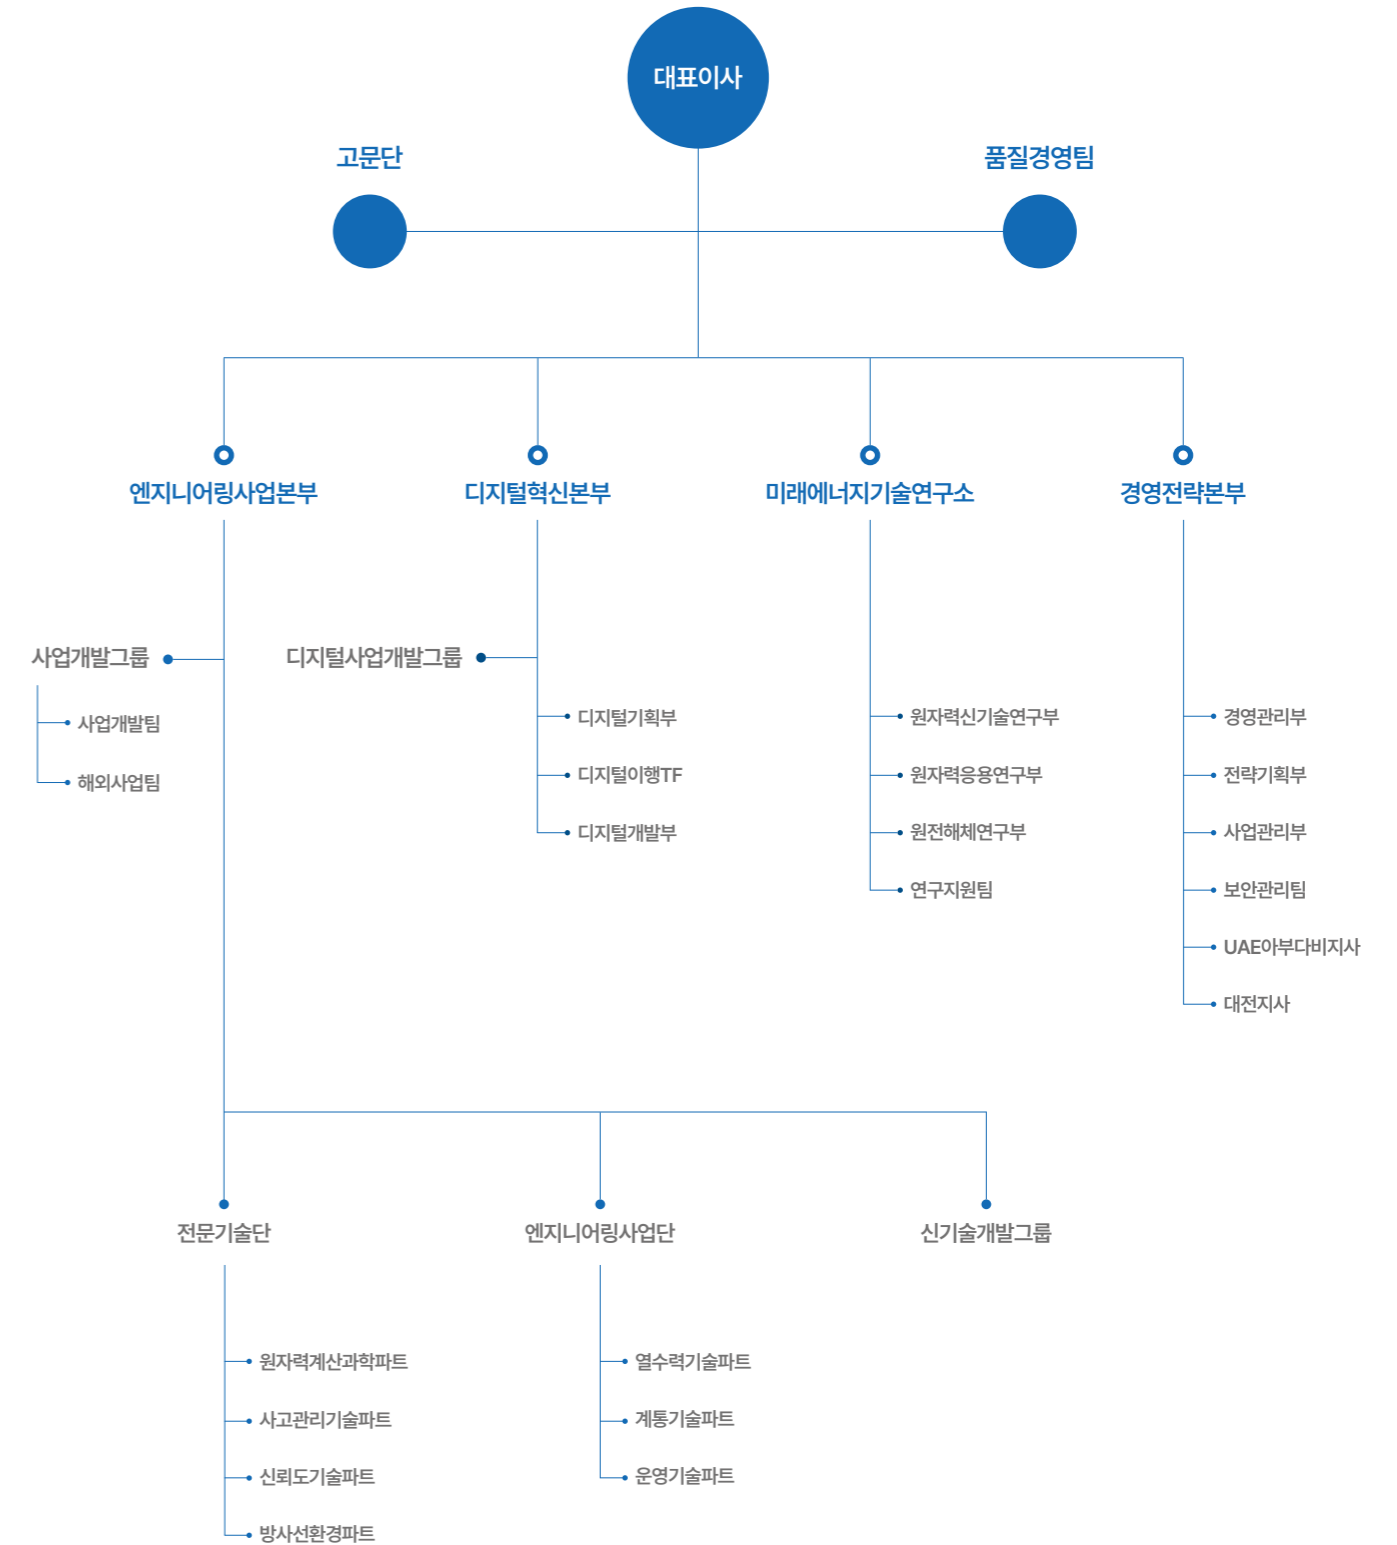 대표이사
고문단
품질경영팀
엔지니어링사업본부
디지털혁신본부
미래에너지기술연구소
경영전략본부
사업개발그룹
사업개발팀
해외사업팀
디지털사업개발그룹
디지털기획부
디지털이행TF
디지털개발부
원자력신기술연구부
원자력응용연구부
원전해체연구부
연구지원팀
경영관리부
전략기획부
사업관리부
보안관리팀
UAE아부다비지사
대전지사
전문기술단
엔지니어링사업단
신기술개발그룹
원자력계산과학파트
사고관리기술파트
신뢰도기술파트
방사선환경파트
열수력기술파트
계통기술파트
운영기술파트